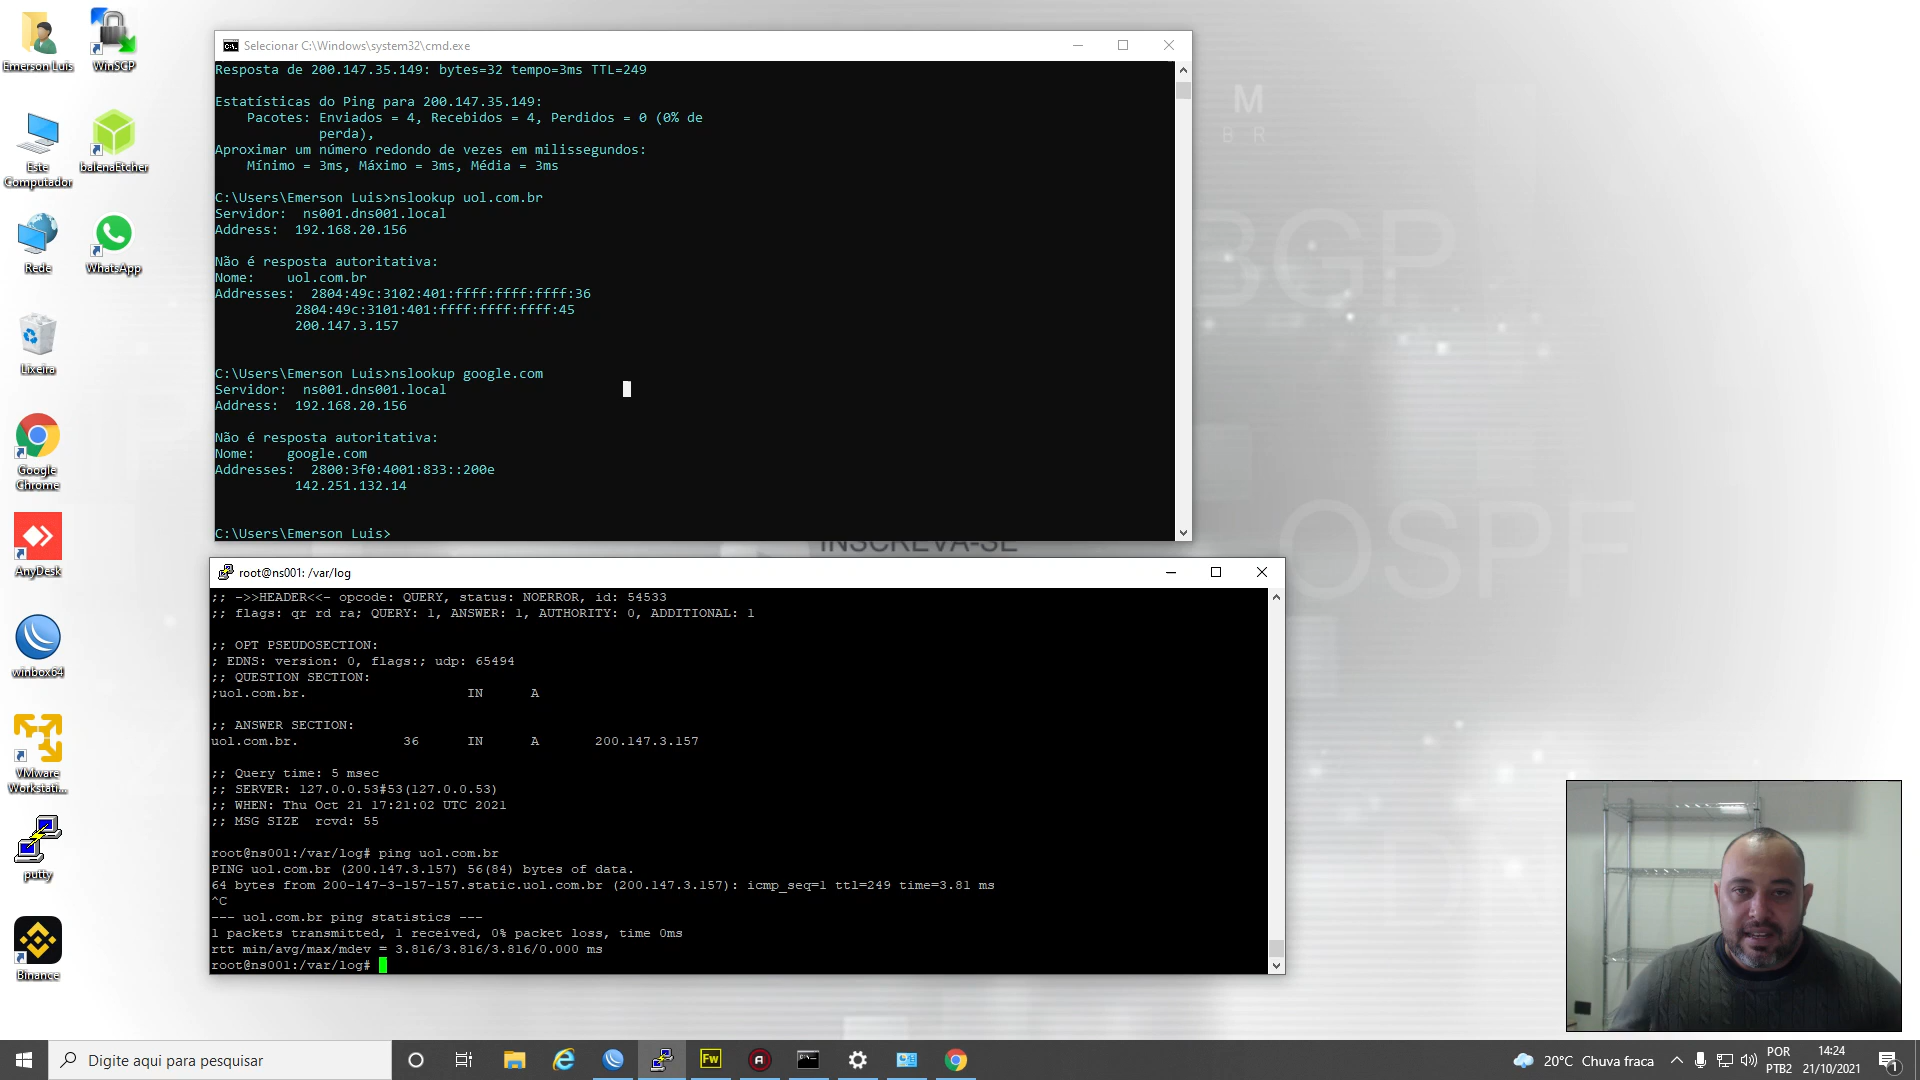 Emerson Luis
WinSCP
Este
Computador
balenaEtcher
Rede
WhatsApp
Lixeira
Google
Chrome
AnyDesk
winbox64
VMware
Workstati...
putty
Binance
Selecionar C:\Windows\system32\cmd.exe
Resposta de 200.147.35.149: bytes=32 tempo=3ms TTL=249
Estatísticas do Ping para 200.147.35.149:
Pacotes: Enviados = 4, Recebidos = 4, Perdidos = 0 (0% de
perda),
Aproximar um número redondo de vezes em milissegundos:
Mínimo = 3ms, Máximo = 3ms, Média = 3ms
C:\Users\Emerson Luis>nslookup uol.com.br
Servidor:  ns001.dns001.local
Address:  192.168.20.156
Não é resposta autoritativa:
Nome:    uol.com.br
Addresses:  2804:49c:3102:401:ffff:ffff:ffff:36
2804:49c:3101:401:ffff:ffff:ffff:45
200.147.3.157
C:\Users\Emerson Luis>nslookup google.com
Servidor:  ns001.dns001.local
Address:  192.168.20.156
Não é resposta autoritativa:
Nome:    google.com
Addresses:  2800:3f0:4001:833::200e
142.251.132.14
C:\Users\Emerson Luis>
M
BR
BGP
OSPF
INSCREVA-SE
root@ns001: /var/log
;; ->>HEADER<<- opcode: QUERY, status: NOERROR, id: 54533
;; flags: qr rd ra; QUERY: 1, ANSWER: 1, AUTHORITY: 0, ADDITIONAL: 1
;; OPT PSEUDOSECTION:
; EDNS: version: 0, flags:; udp: 65494
;; QUESTION SECTION:
;uol.com.br. IN A
;; ANSWER SECTION:
uol.com.br. 36 IN A 200.147.3.157
;; Query time: 5 msec
;; SERVER: 127.0.0.53#53(127.0.0.53)
;; WHEN: Thu Oct 21 17:21:02 UTC 2021
;; MSG SIZE  rcvd: 55
root@ns001:/var/log# ping uol.com.br
PING uol.com.br (200.147.3.157) 56(84) bytes of data.
64 bytes from 200-147-3-157-157.static.uol.com.br (200.147.3.157): icmp_seq=1 ttl=249 time=3.81 ms
^C
--- uol.com.br ping statistics ---
1 packets transmitted, 1 received, 0% packet loss, time 0ms
rtt min/avg/max/mdev = 3.816/3.816/3.816/0.000 ms
root@ns001:/var/log#
Digite aqui para pesquisar
Fw
20°C Chuva fraca
POR
PTB2
14:24
21/10/2021
1